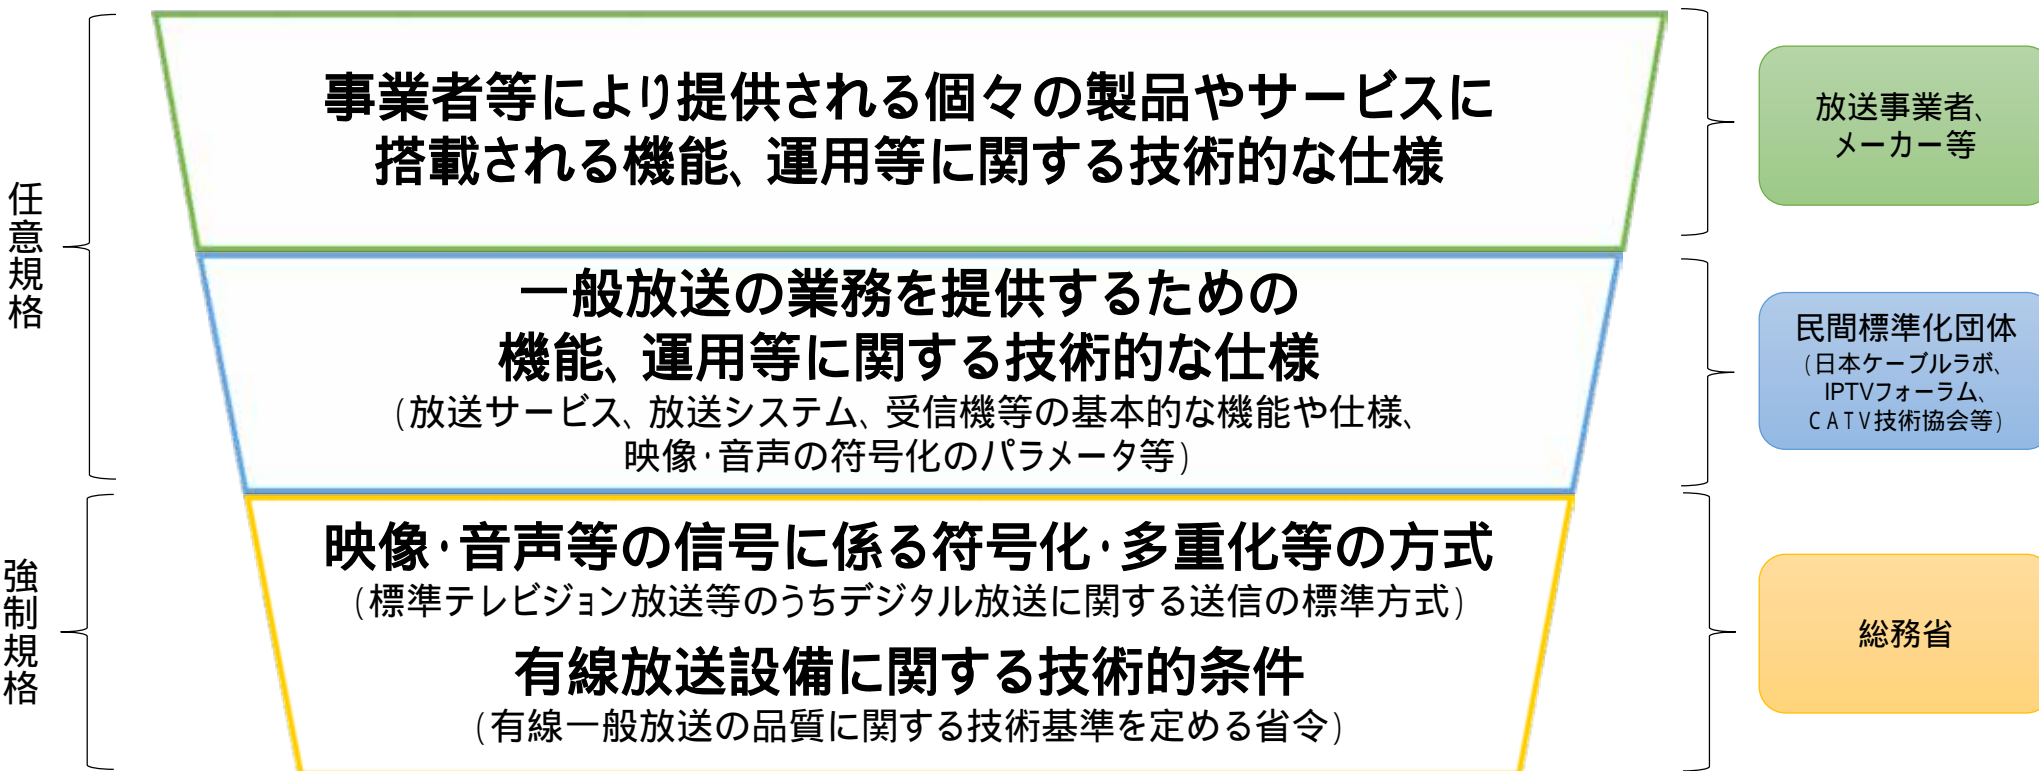 任意規格
事業者等により提供される個々の製品やサービスに
搭載される機能、運用等に関する技術的な仕様
放送事業者、
メーカー等
一般放送の業務を提供するための
機能、運用等に関する技術的な仕様
(放送サービス、放送システム、受信機等の基本的な機能や仕様、
映像・音声の符号化のパラメータ等)
民間標準化団体
(日本ケーブルラボ、
IPTVフォーラム、
CATV技術協会等)
強制規格
映像・音声等の信号に係る符号化・多重化等の方式
(標準テレビジョン放送等のうちデジタル放送に関する送信の標準方式)
有線放送設備に関する技術的条件
(有線一般放送の品質に関する技術基準を定める省令)
総務省